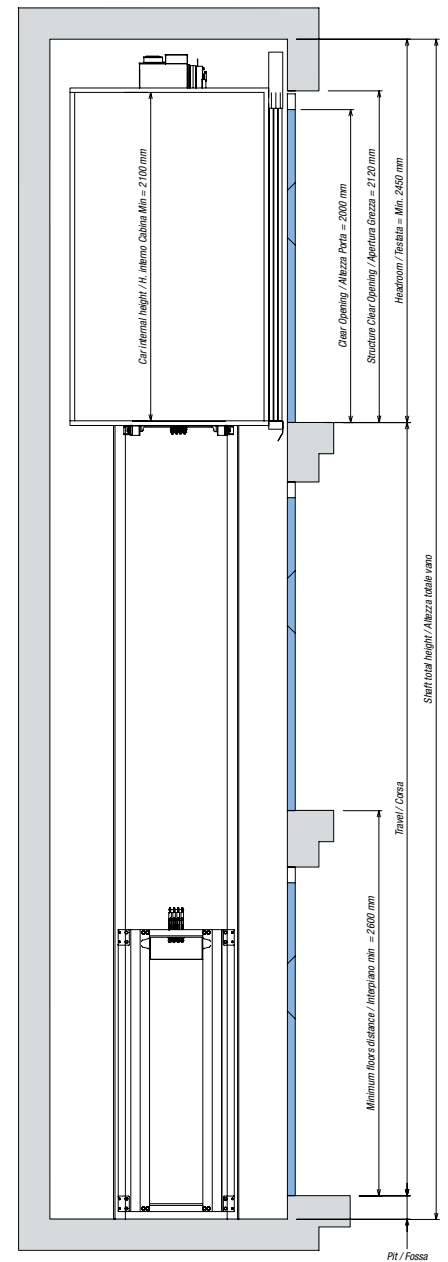 Car internal height / H. interno Cabina Min = 2100 mm
Clear Opening / Altezza Porta = 2000 mm
Structure Clear Opening / Apertura Grezza = 2120 mm
Headroom / Testata = Min. 2450 mm
Shaft total height / Altezza totale vano
Travel / Corsa
Minimum floors distance / Interpiano min = 2600 mm
Pit / Fossa